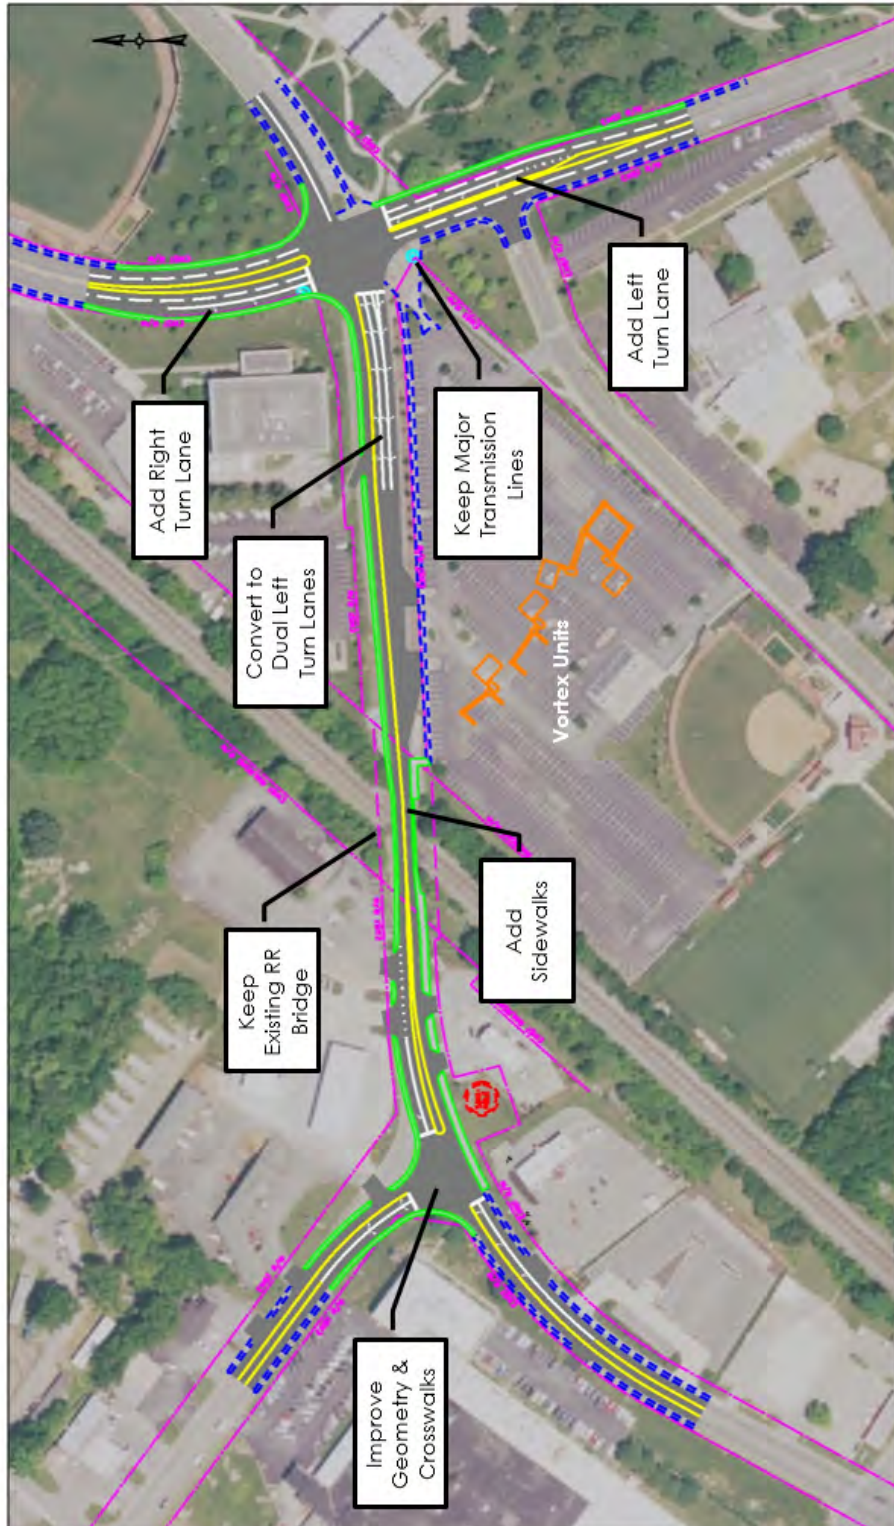 Add Right
Turn Lane
Convert to
Dual Left
Turn Lanes
Keep Major
Transmission
Lines
Add Left
Turn Lane
Keep
Existing RR
Bridge
Add
Sidewalks
Vortex Units
Improve
Geometry &
Crosswalks